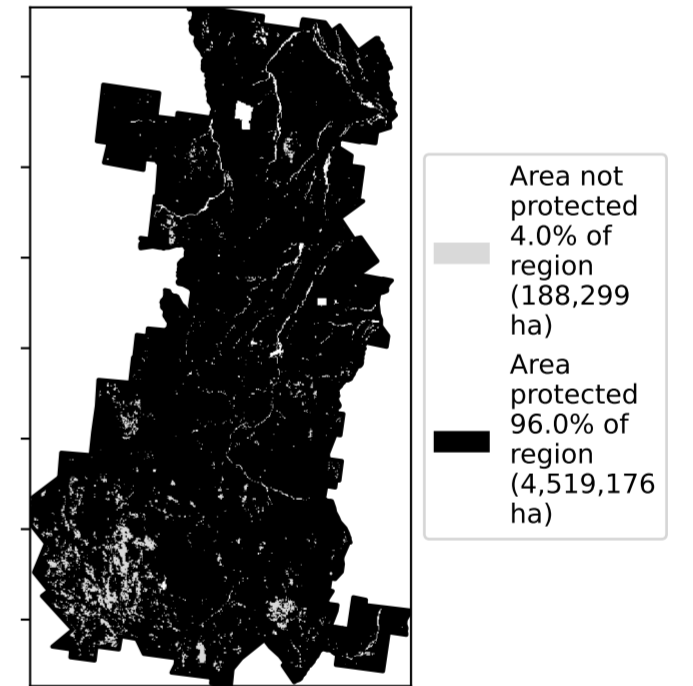 Area not
protected
4.0% of
region
(188,299
ha)
Area
protected
96.0% of
region
(4,519,176
ha)